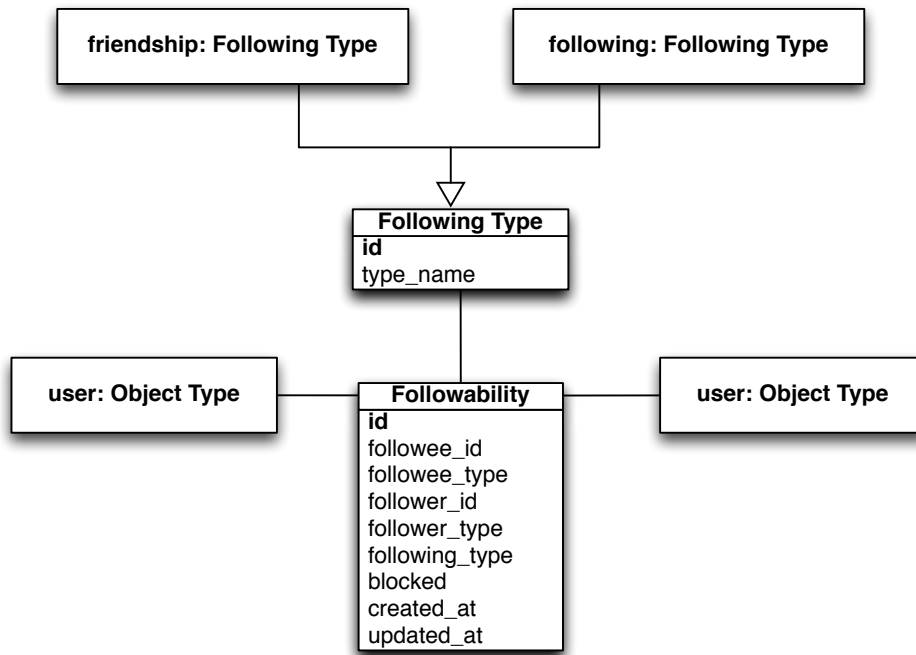 friendship: Following Type
following: Following Type
Following Type
id
type_name
user: Object Type
Followability
user: Object Type
id
followee_id
followee_type
follower_id
follower_type
following_type
blocked
created_at
updated_at